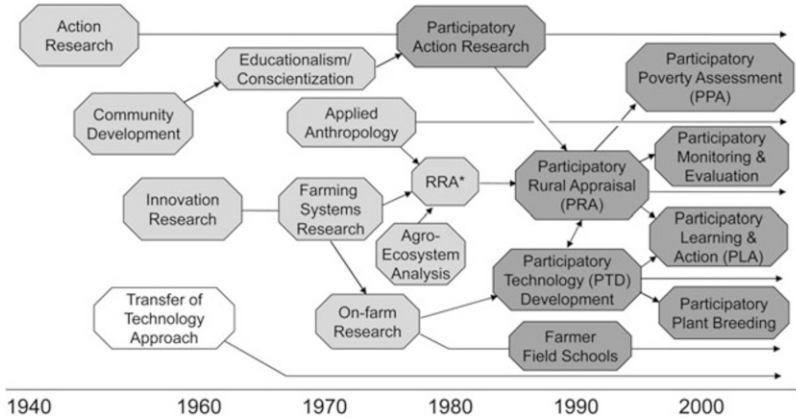 Action
Research
Participatory
Action Research
Educationalism/
Conscientization
Participatory
Poverty Assessment
(PPA)
Community
Development
Applied
Anthropology
Participatory
Monitoring &
Evaluation
Innovation
Research
Farming
Systems
Research
RRA*
Participatory
Rural Appraisal
(PRA)
Agro-
Ecosystem
Analysis
Participatory
Learning &
Action (PLA)
Participatory
Technology (PTD)
Development
Transfer of
Technology
Approach
On-farm
Research
Participatory
Plant Breeding
Farmer
Field Schools
1940 1960 1970 1980 1990 2000